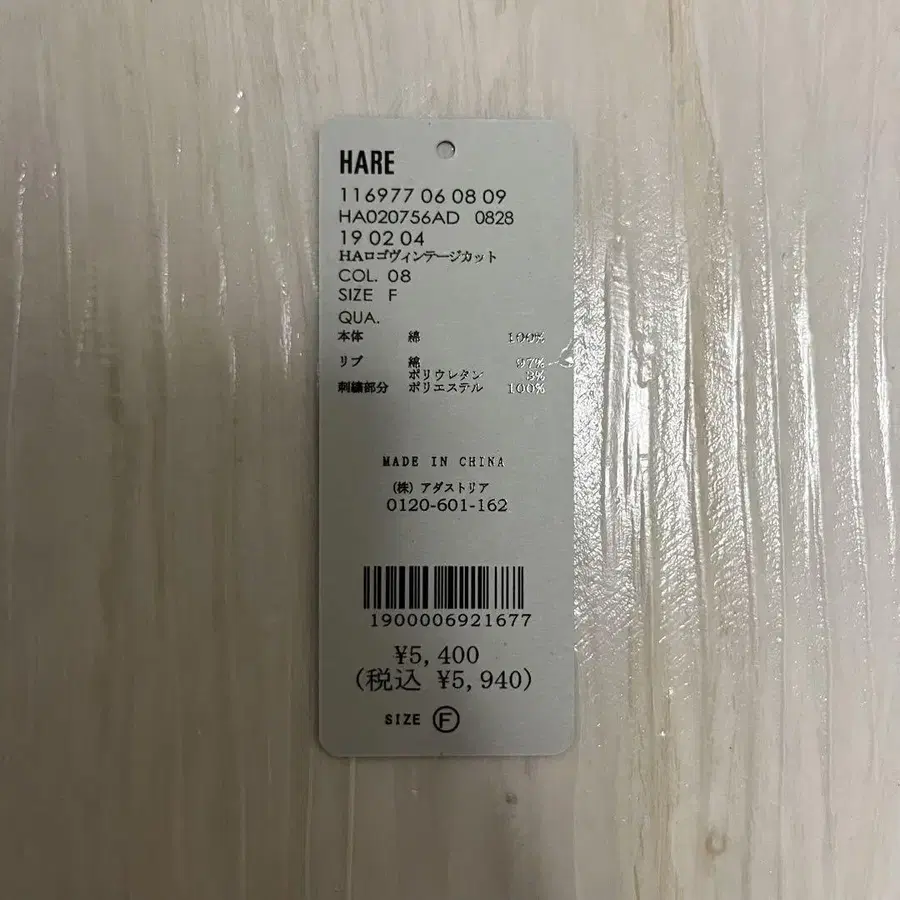 HARE
116977 06 08 09
HA020756AD 0828
19 02 04
HAロゴヴィンテージカット
COL. 08
SIZE F
QUA.
本体 綿 100%
リブ 綿 97%
ポリウレタン 3%
刺繍部分 ポリエステル 100%
MADE IN CHINA
(株) アダストリア
0120-601-162
1900006921677
¥5,400
(税込 ¥5,940)
SIZE F